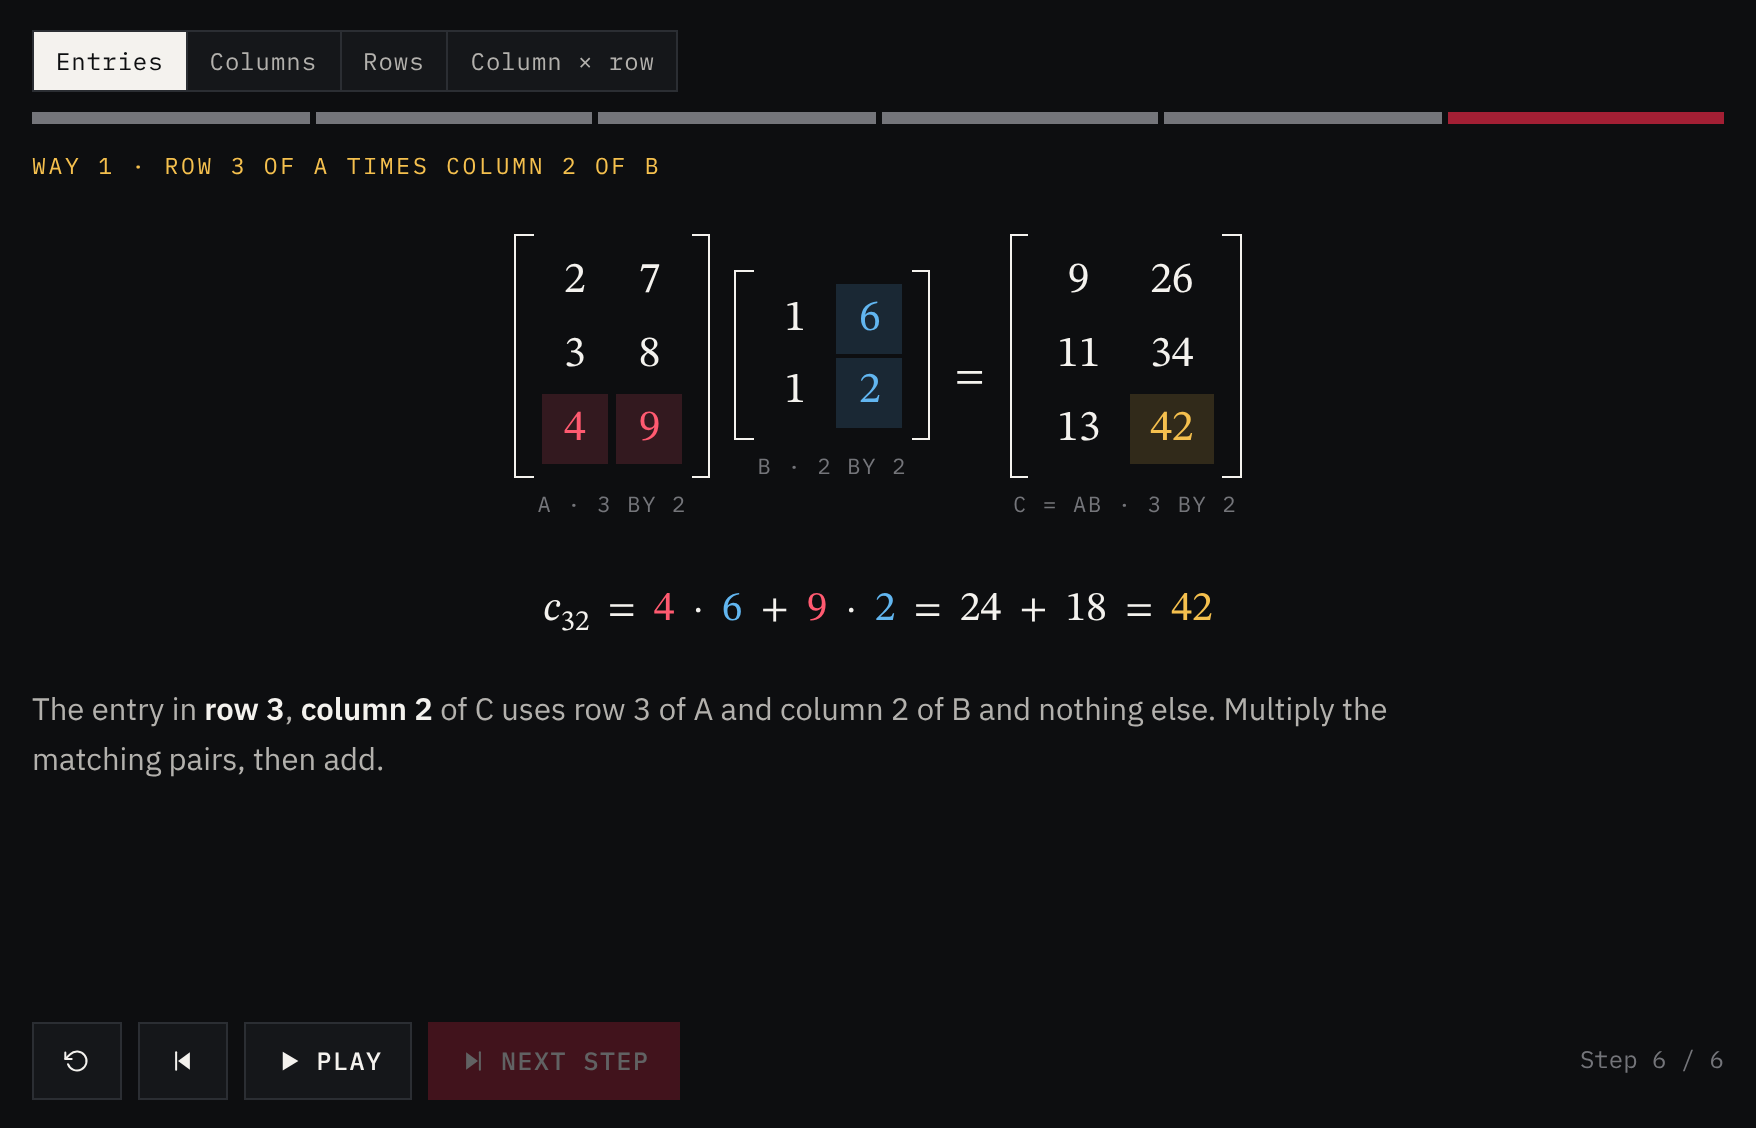 Entries Columns Rows Column × row
WAY 1 · ROW 3 OF A TIMES COLUMN 2 OF B
2 7
3 8
4 9
A · 3 BY 2
1 6
1 2
B · 2 BY 2
=
9 26
11 34
13 42
C = AB · 3 BY 2
c32 = 4 · 6 + 9 · 2 = 24 + 18 = 42
The entry in row 3, column 2 of C uses row 3 of A and column 2 of B and nothing else. Multiply the
matching pairs, then add.
PLAY NEXT STEP Step 6 / 6